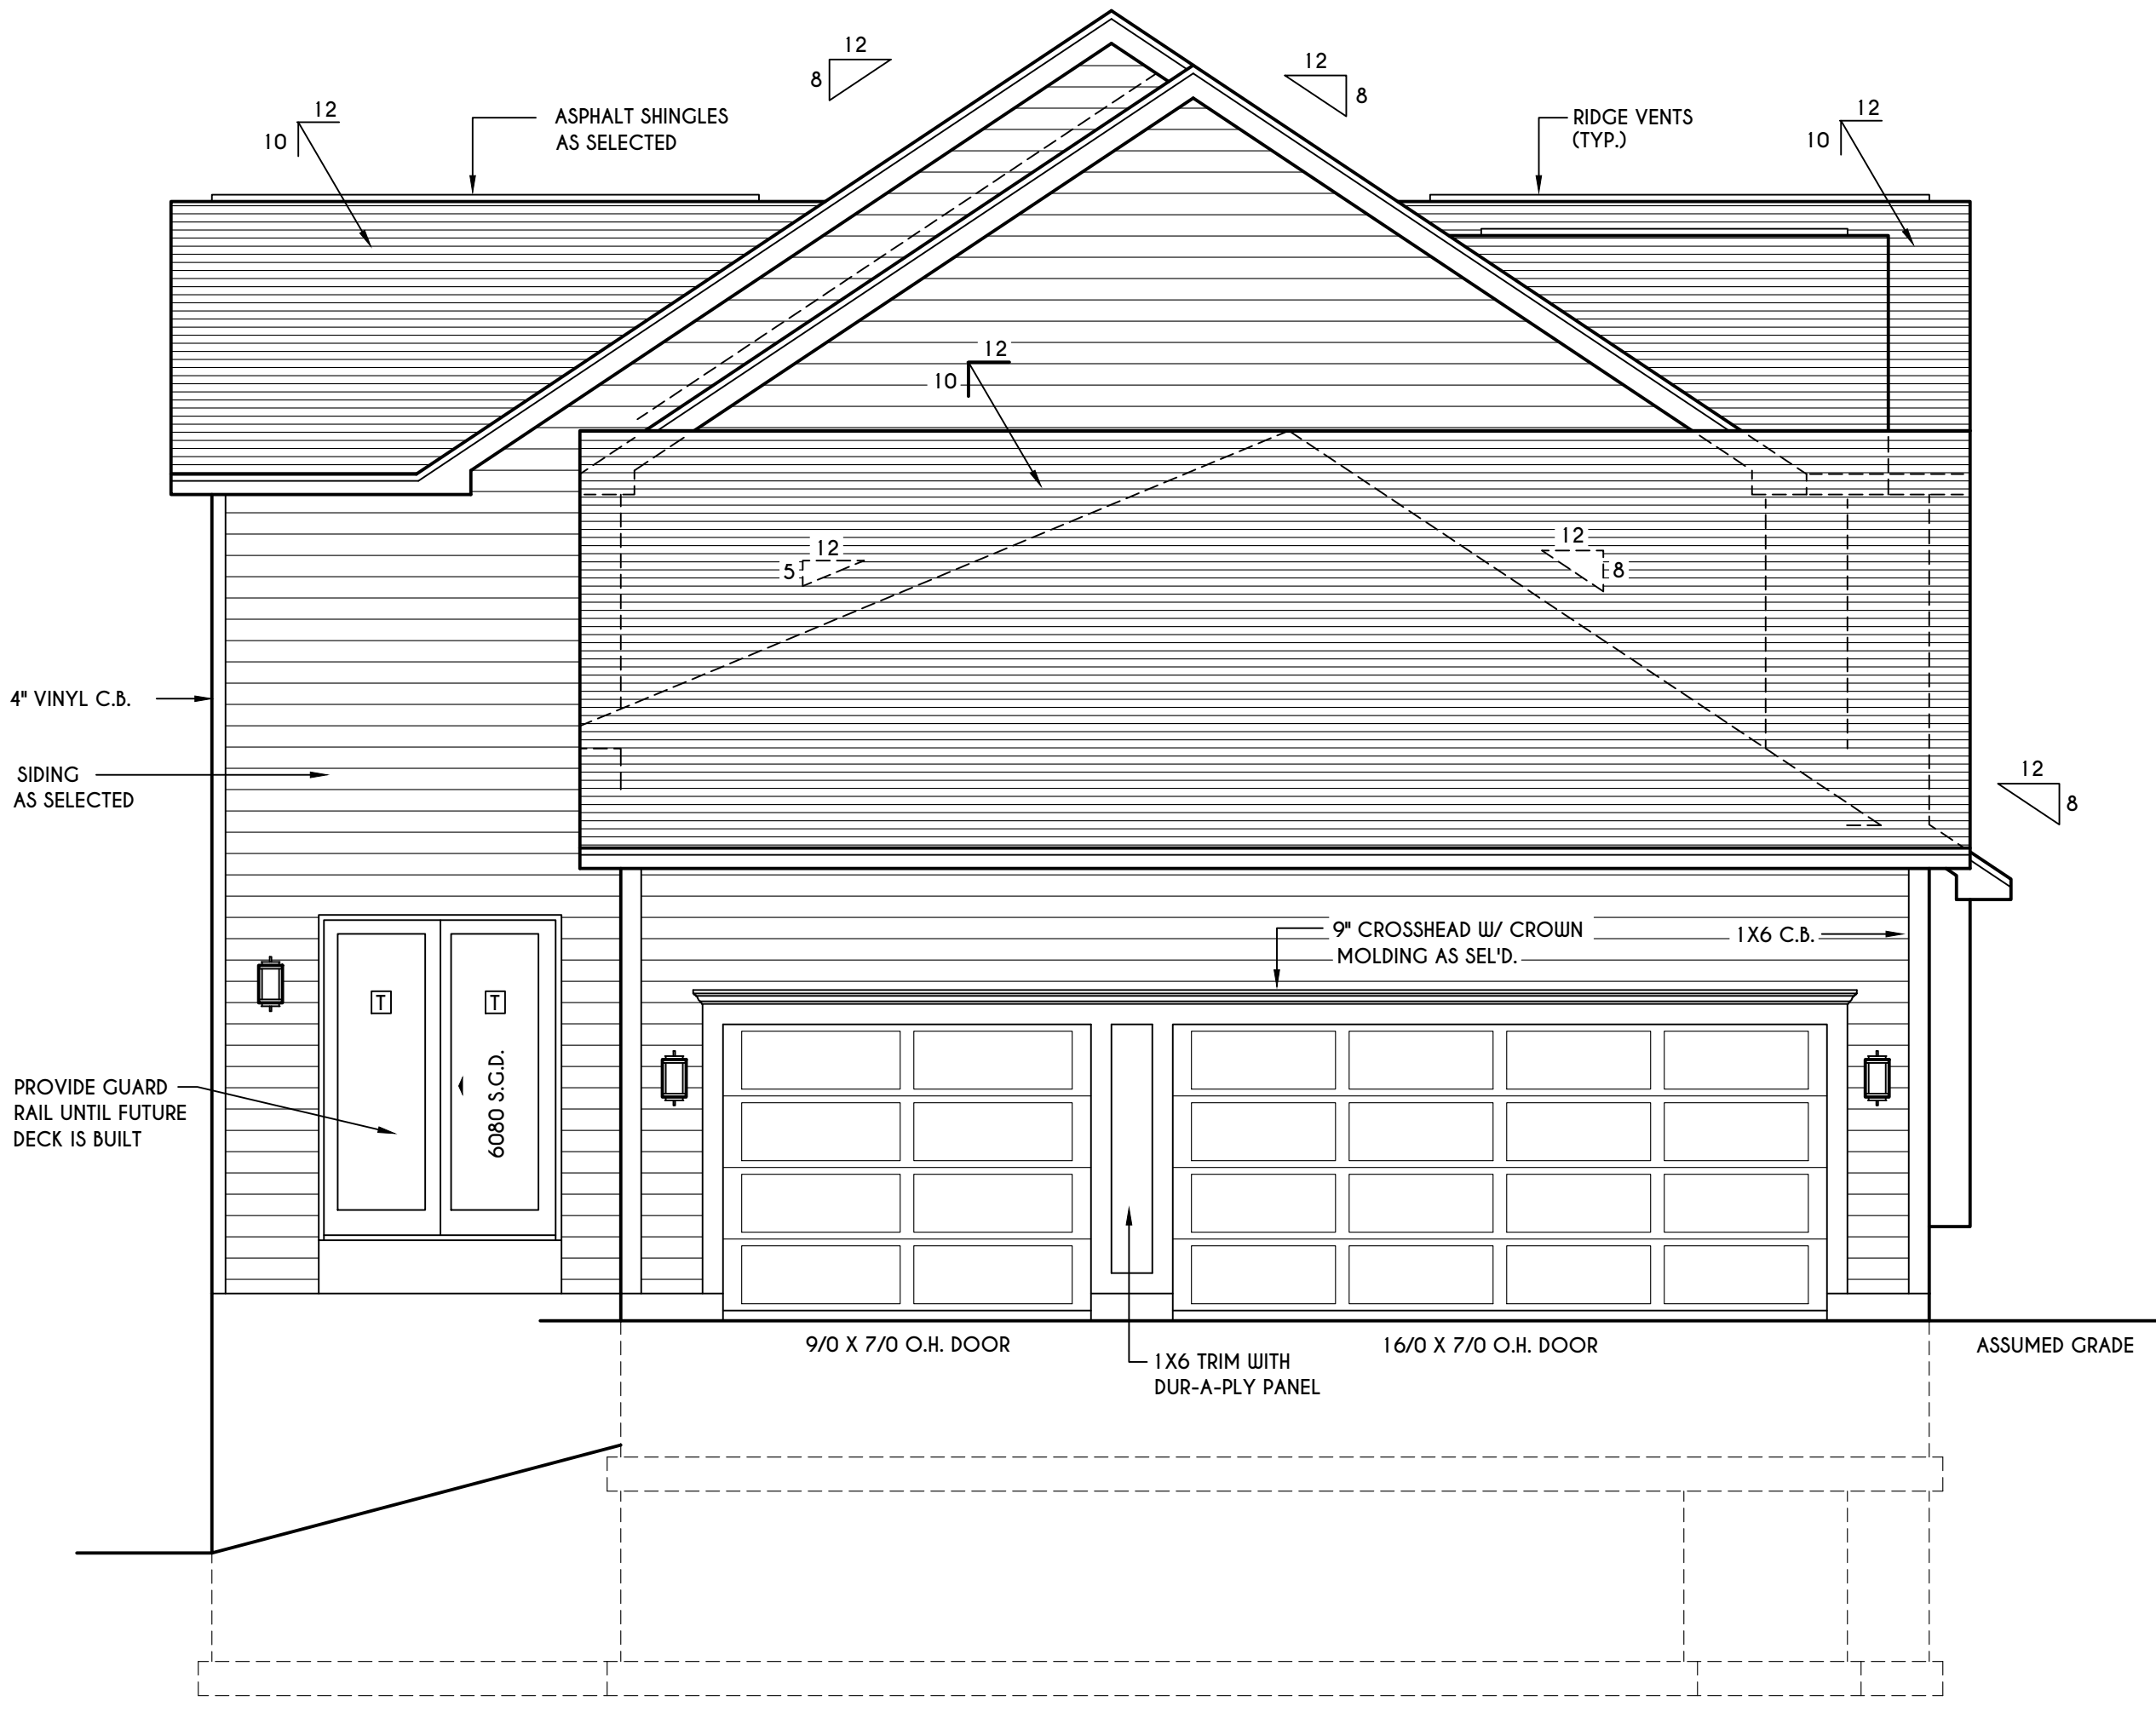 12
8
12
8
12
10
ASPHALT SHINGLES
AS SELECTED
RIDGE VENTS
(TYP.)
12
10
12
10
12
5
12
8
4" VINYL C.B.
SIDING
AS SELECTED
12
8
9" CROSSHEAD W/ CROWN
MOLDING AS SEL'D.
1X6 C.B.
T
T
6080 S.G.D.
PROVIDE GUARD
RAIL UNTIL FUTURE
DECK IS BUILT
9/0 X 7/0 O.H. DOOR
16/0 X 7/0 O.H. DOOR
ASSUMED GRADE
1X6 TRIM WITH
DUR-A-PLY PANEL